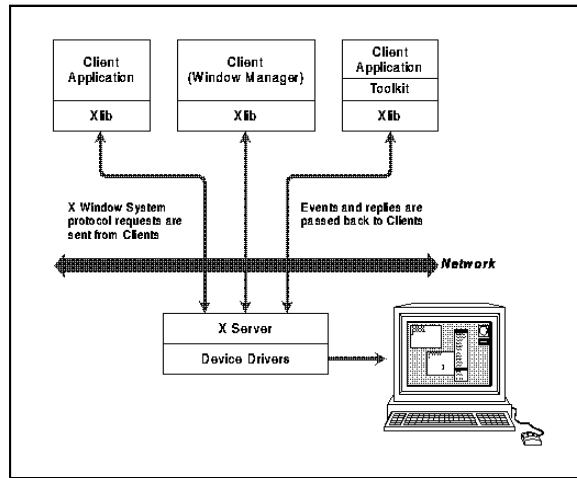 Client
Application
Xlib
Client
(Window Manager)
Xlib
Client
Application
Toolkit
Xlib
X Window System
protocol requests are
sent from Clients
Events and replies are
passed back to Clients
Network
X Server
Device Drivers